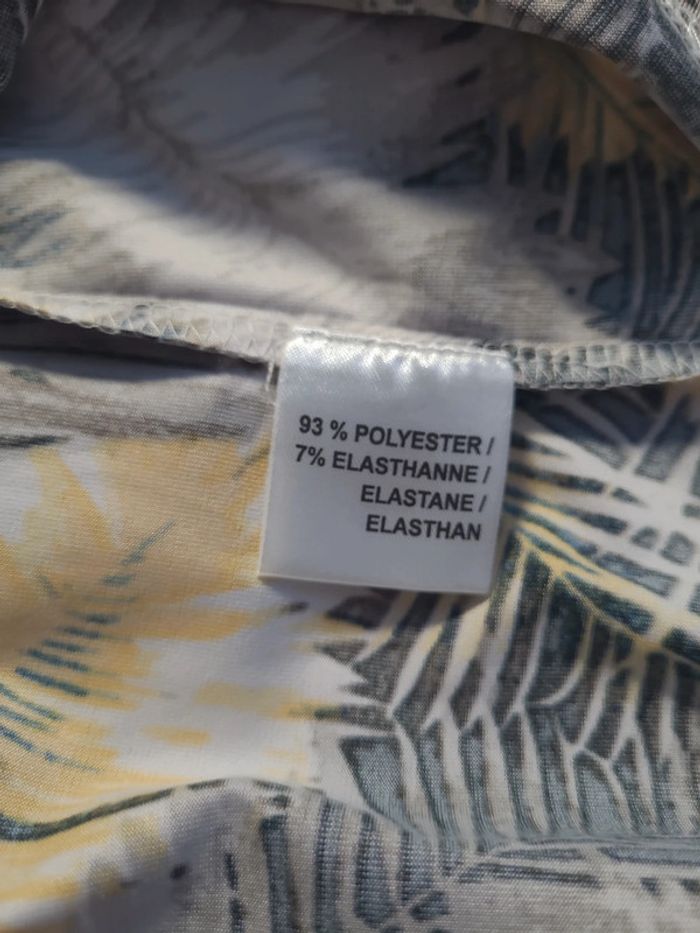 93 % POLYESTER /
7% ELASTHANNE /
ELASTANE /
ELASTHAN